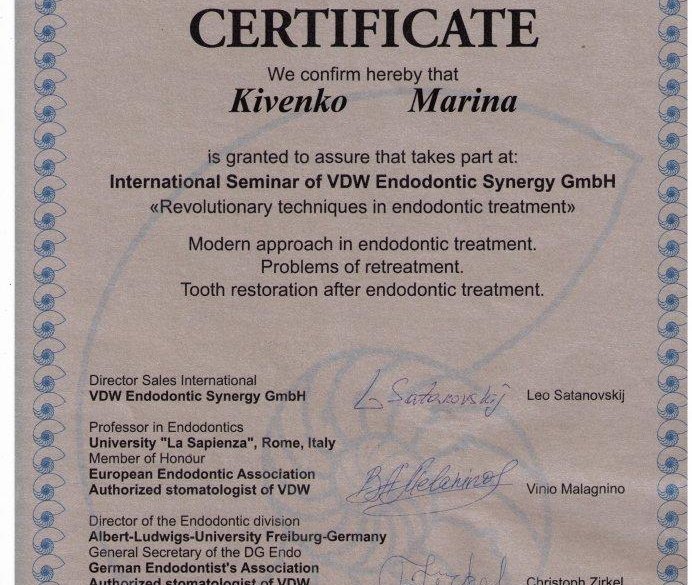 CERTIFICATE
We confirm hereby that
Kivenko Marina
is granted to assure that takes part at:
International Seminar of VDW Endodontic Synergy GmbH
«Revolutionary techniques in endodontic treatment»
Modern approach in endodontic treatment.
Problems of retreatment.
Tooth restoration after endodontic treatment.
Director Sales International
VDW Endodontic Synergy GmbH
L Satanovskij
Leo Satanovskij
Professor in Endodontics
University "La Sapienza", Rome, Italy
Member of Honour
European Endodontic Association
Authorized stomatologist of VDW
Vinio Malagnino
Director of the Endodontic division
Albert-Ludwigs-University Freiburg-Germany
General Secretary of the DG Endo
German Endodontist's Association
Authorized stomatologist of VDW
Christoph Zirkel